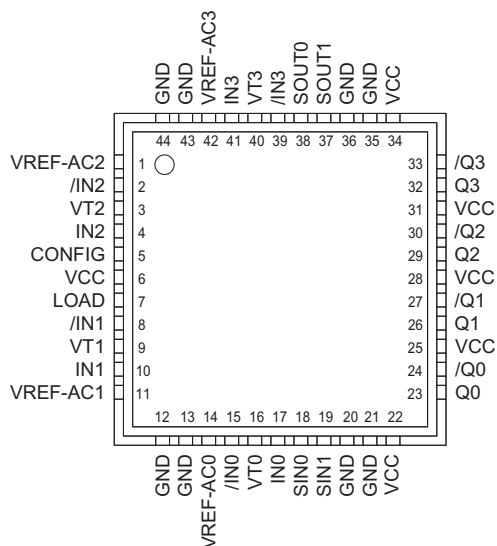 GND
GND
VREF-AC3
IN3
VT3
/IN3
SOUT0
SOUT1
GND
GND
VCC
44 43 42 41 40 39 38 37 36 35 34
VREF-AC2 1 33 /Q3
/IN2 2 32 Q3
VT2 3 31 VCC
IN2 4 30 /Q2
CONFIG 5 29 Q2
VCC 6 28 VCC
LOAD 7 27 /Q1
/IN1 8 26 Q1
VT1 9 25 VCC
IN1 10 24 /Q0
VREF-AC1 11 23 Q0
12 13 14 15 16 17 18 19 20 21 22
GND
GND
VREF-AC0
/IN0
VT0
IN0
SIN0
SIN1
GND
GND
VCC